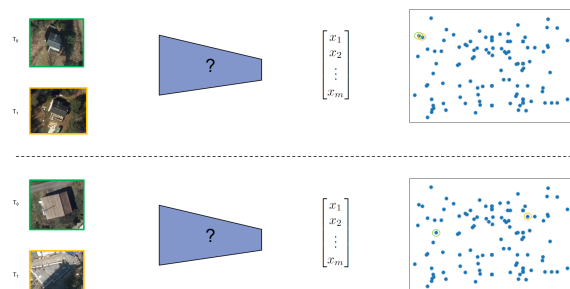 T₀
?
x₁
x₂
⋮
xₘ
T₁
T₀
?
x₁
x₂
⋮
xₘ
T₁